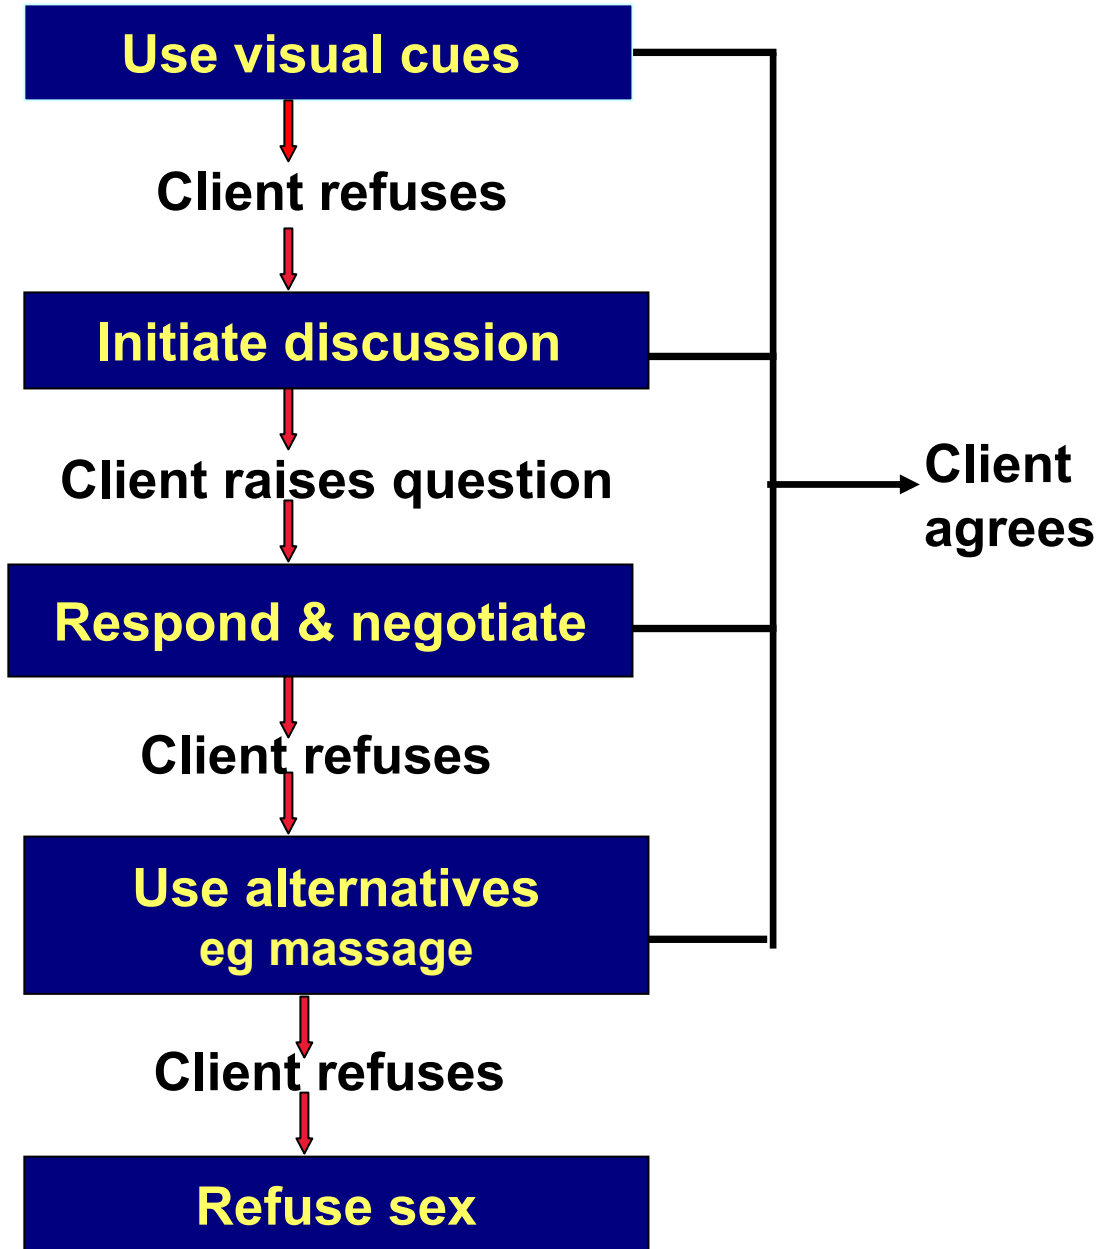 Use visual cues
Client refuses
Initiate discussion
Client raises question
Client
agrees
Respond & negotiate
Client refuses
Use alternatives
eg massage
Client refuses
Refuse sex